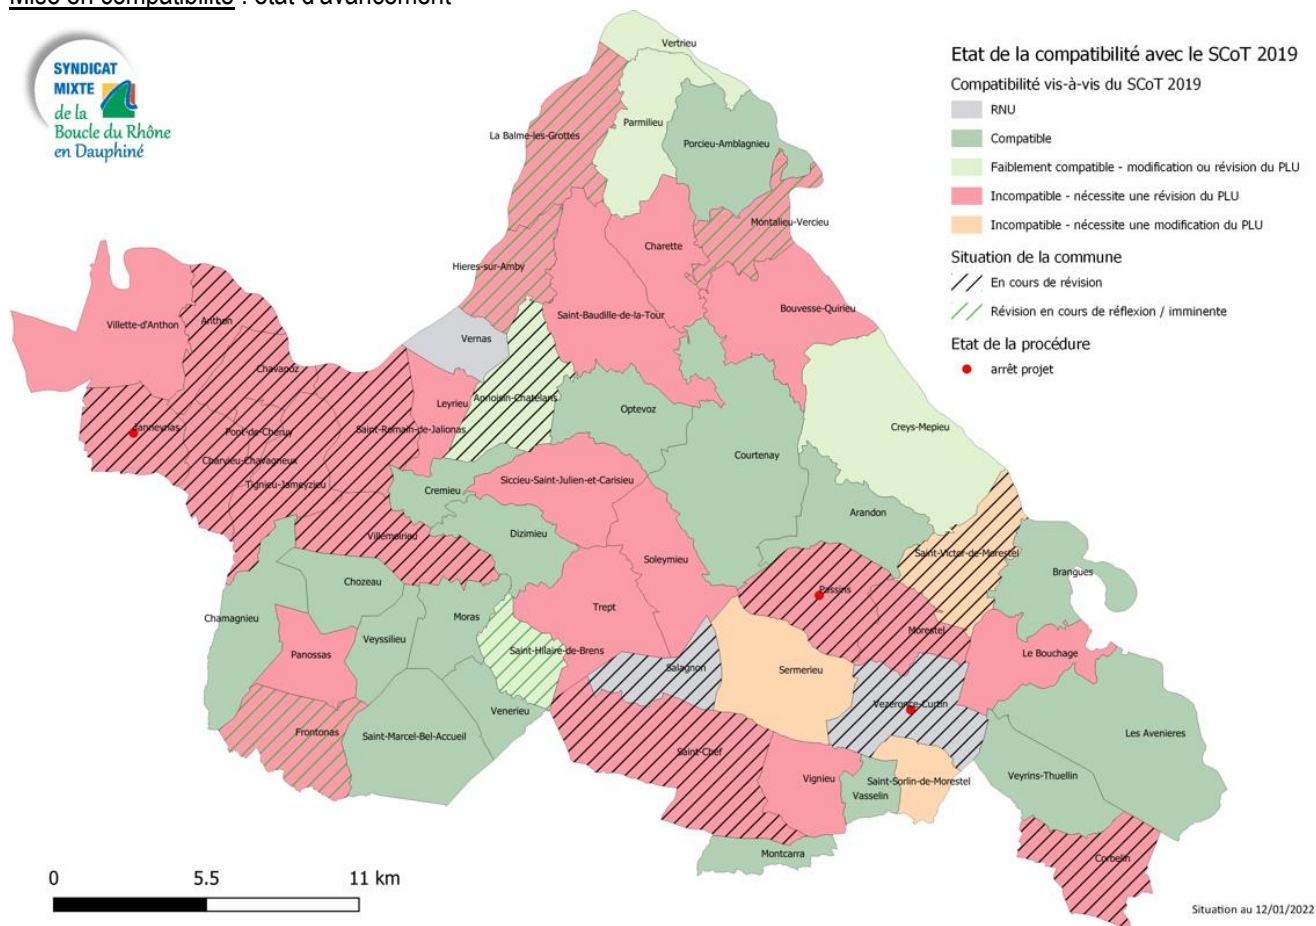 Mise en compatibilité : état d'avancement
SYNDICAT
MIXTE
de la
Boucle du Rhône
en Dauphiné
Etat de la compatibilité avec le SCoT 2019
Compatibilité vis-à-vis du SCoT 2019
RNU
Compatible
Faiblement compatible - modification ou révision du PLU
Incompatible - nécessite une révision du PLU
Incompatible - nécessite une modification du PLU
Situation de la commune
En cours de révision
Révision en cours de réflexion / imminente
Etat de la procédure
arrêt projet
Vertrieu
Parmilieu
La Balme-les-Grottes
Porcieu-Amblagnieu
Montalieu-Vercieu
Charette
Hieres-sur-Amby
Bouvesse-Quirieu
Saint-Baudille-de-la-Tour
Villette-d'Anthon
Anthon
Vernas
Chavanoz
Annoisin-Chatelans
Leyrieu
Optevoz
Creys-Mepieu
Janneyrias
Pont-de-Cheruy
Saint-Romain-de-Jalionas
Courtenay
Charvieu-Chavagneux
Siccieu-Saint-Julien-et-Carisieu
Tignieu-Jameyzieu
Cremieu
Arandon
Villemoirieu
Dizimieu
Saint-Victor-de-Morestel
Soleymieu
Brangues
Chozeau
Passins
Trept
Chamagnieu
Moras
Morestel
Veyssilieu
Panossas
Saint-Hilaire-de-Brens
Le Bouchage
Salagnon
Sermerieu
Vezeronce-Curtin
Venerieu
Frontonas
Saint-Marcel-Bel-Accueil
Les Avenieres
Saint-Chef
Veyrins-Thuellin
Vignieu
Saint-Sorlin-de-Morestel
Vasselin
Montcarra
Corbelin
0 5.5 11 km
Situation au 12/01/2022